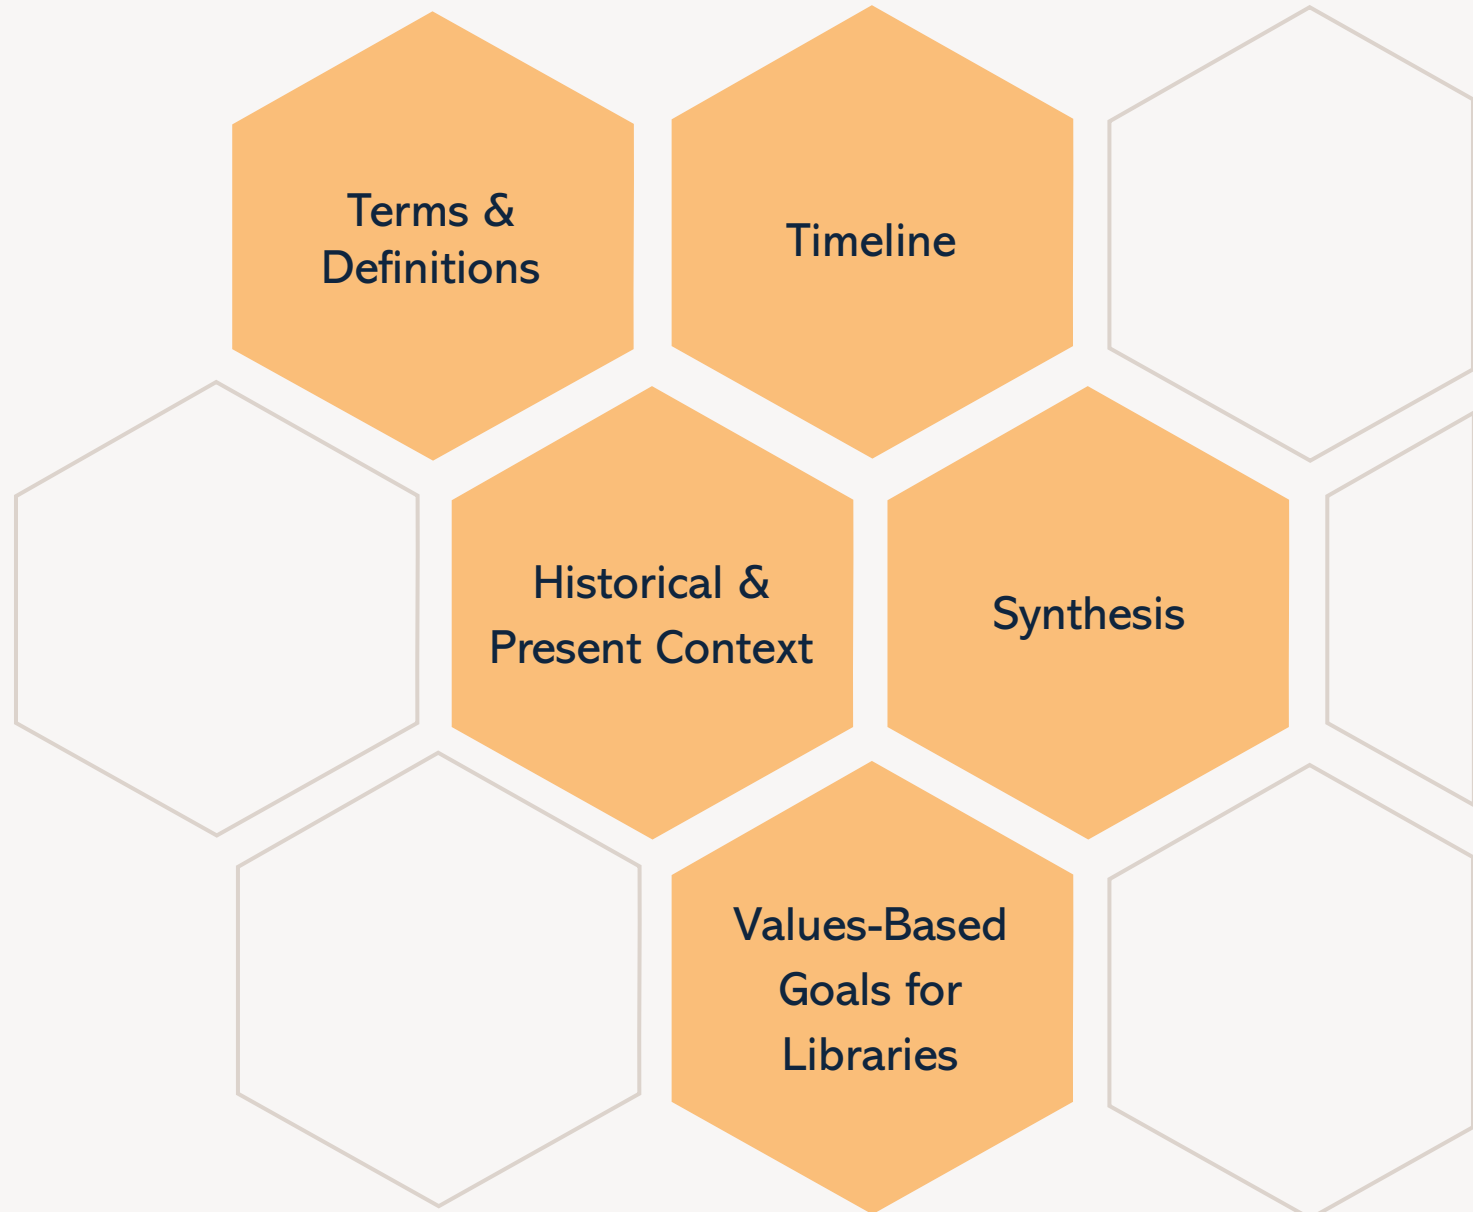 Terms &
Definitions
Timeline
Historical &
Present Context
Synthesis
Values-Based
Goals for
Libraries